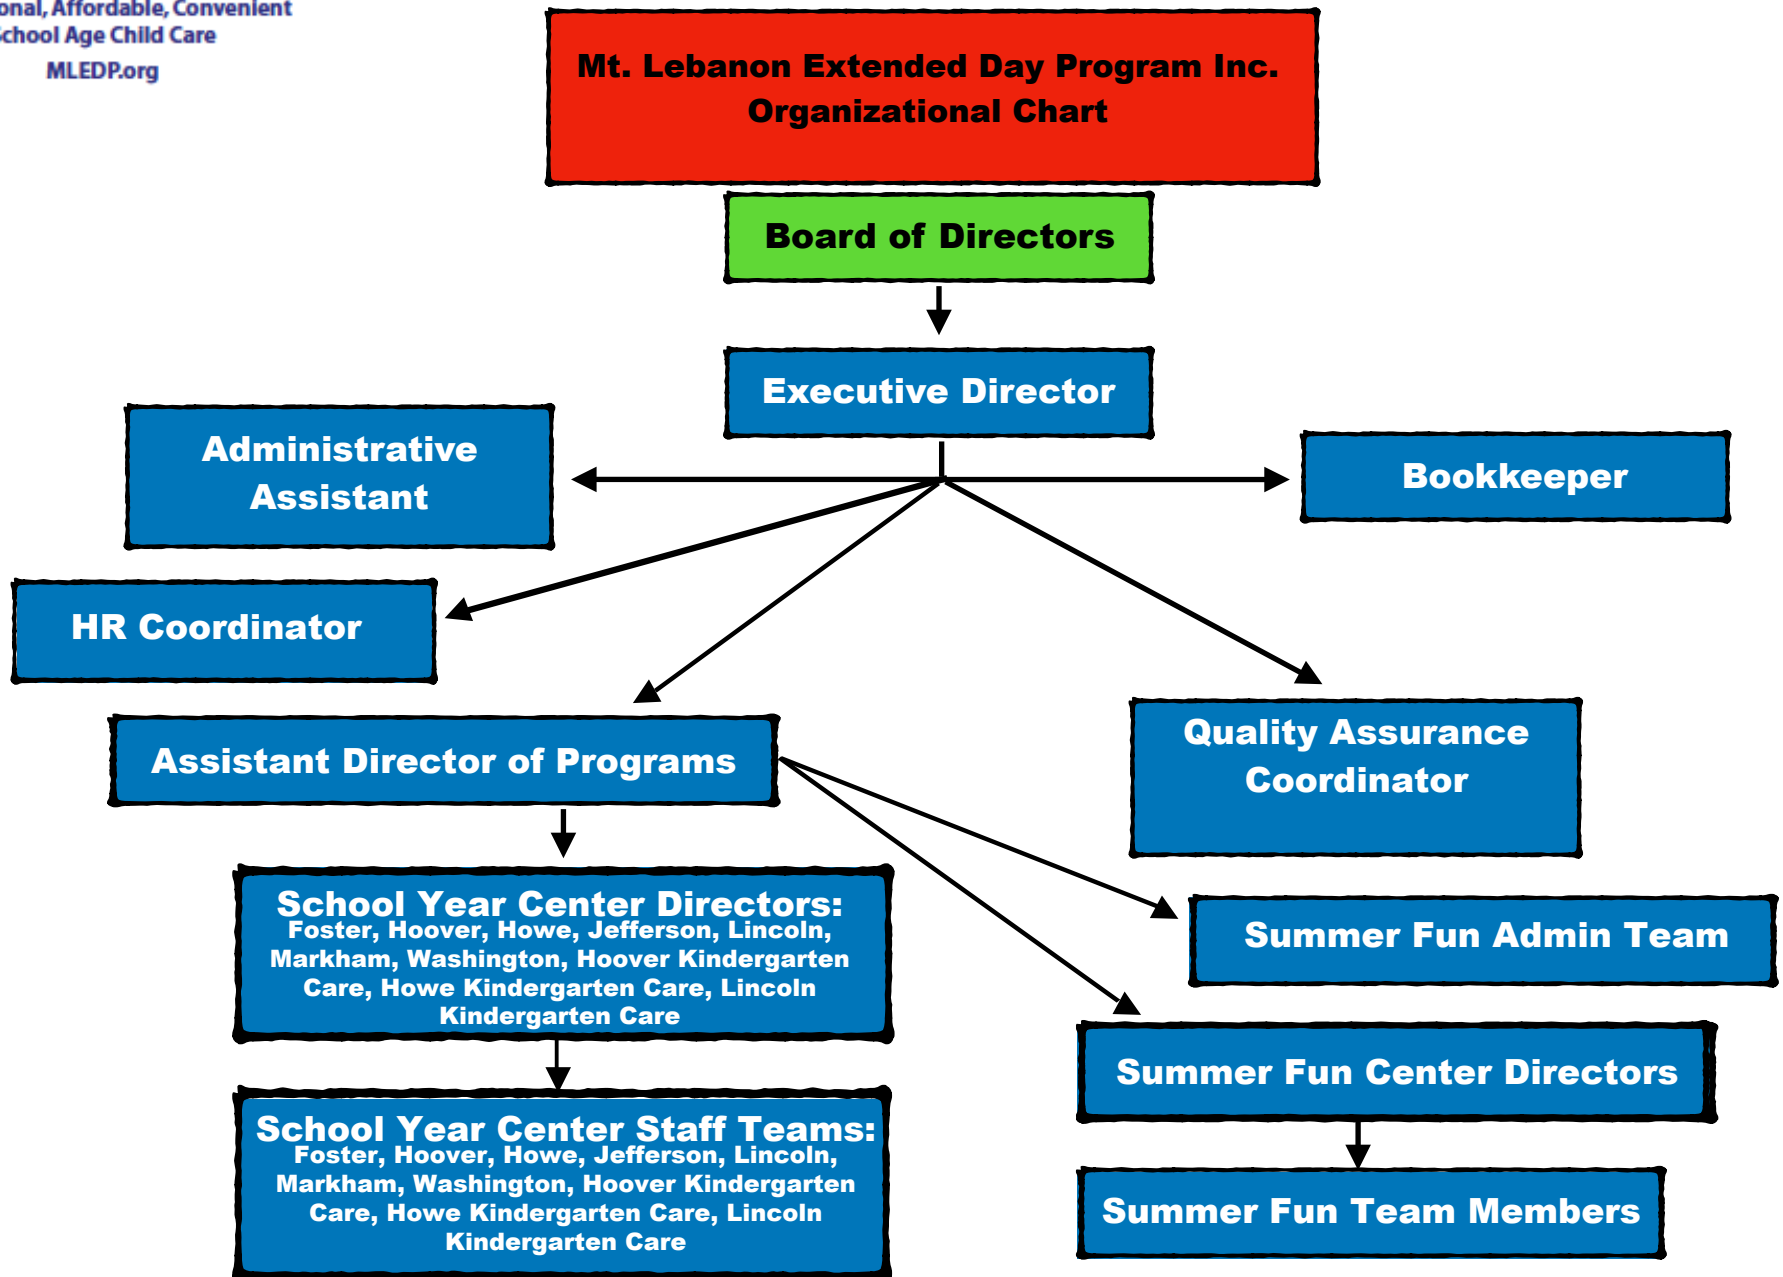 Affordable, Convenient
School Age Child Care
MLEDP.org
Mt. Lebanon Extended Day Program Inc.
Organizational Chart
Board of Directors
Executive Director
Administrative
Assistant
Bookkeeper
HR Coordinator
Assistant Director of Programs
Quality Assurance
Coordinator
School Year Center Directors:
Foster, Hoover, Howe, Jefferson, Lincoln,
Markham, Washington, Hoover Kindergarten
Care, Howe Kindergarten Care, Lincoln
Kindergarten Care
Summer Fun Admin Team
Summer Fun Center Directors
School Year Center Staff Teams:
Foster, Hoover, Howe, Jefferson, Lincoln,
Markham, Washington, Hoover Kindergarten
Care, Howe Kindergarten Care, Lincoln
Kindergarten Care
Summer Fun Team Members